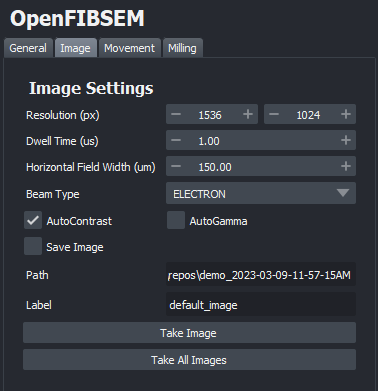 OpenFIBSEM
General Image Movement Milling
Image Settings
Resolution (px) 1536 1024
Dwell Time (us) 1.00
Horizontal Field Width (um) 150.00
Beam Type ELECTRON
AutoContrast AutoGamma
Save Image
Path repos\demo_2023-03-09-11-57-15AM
Label default_image
Take Image
Take All Images